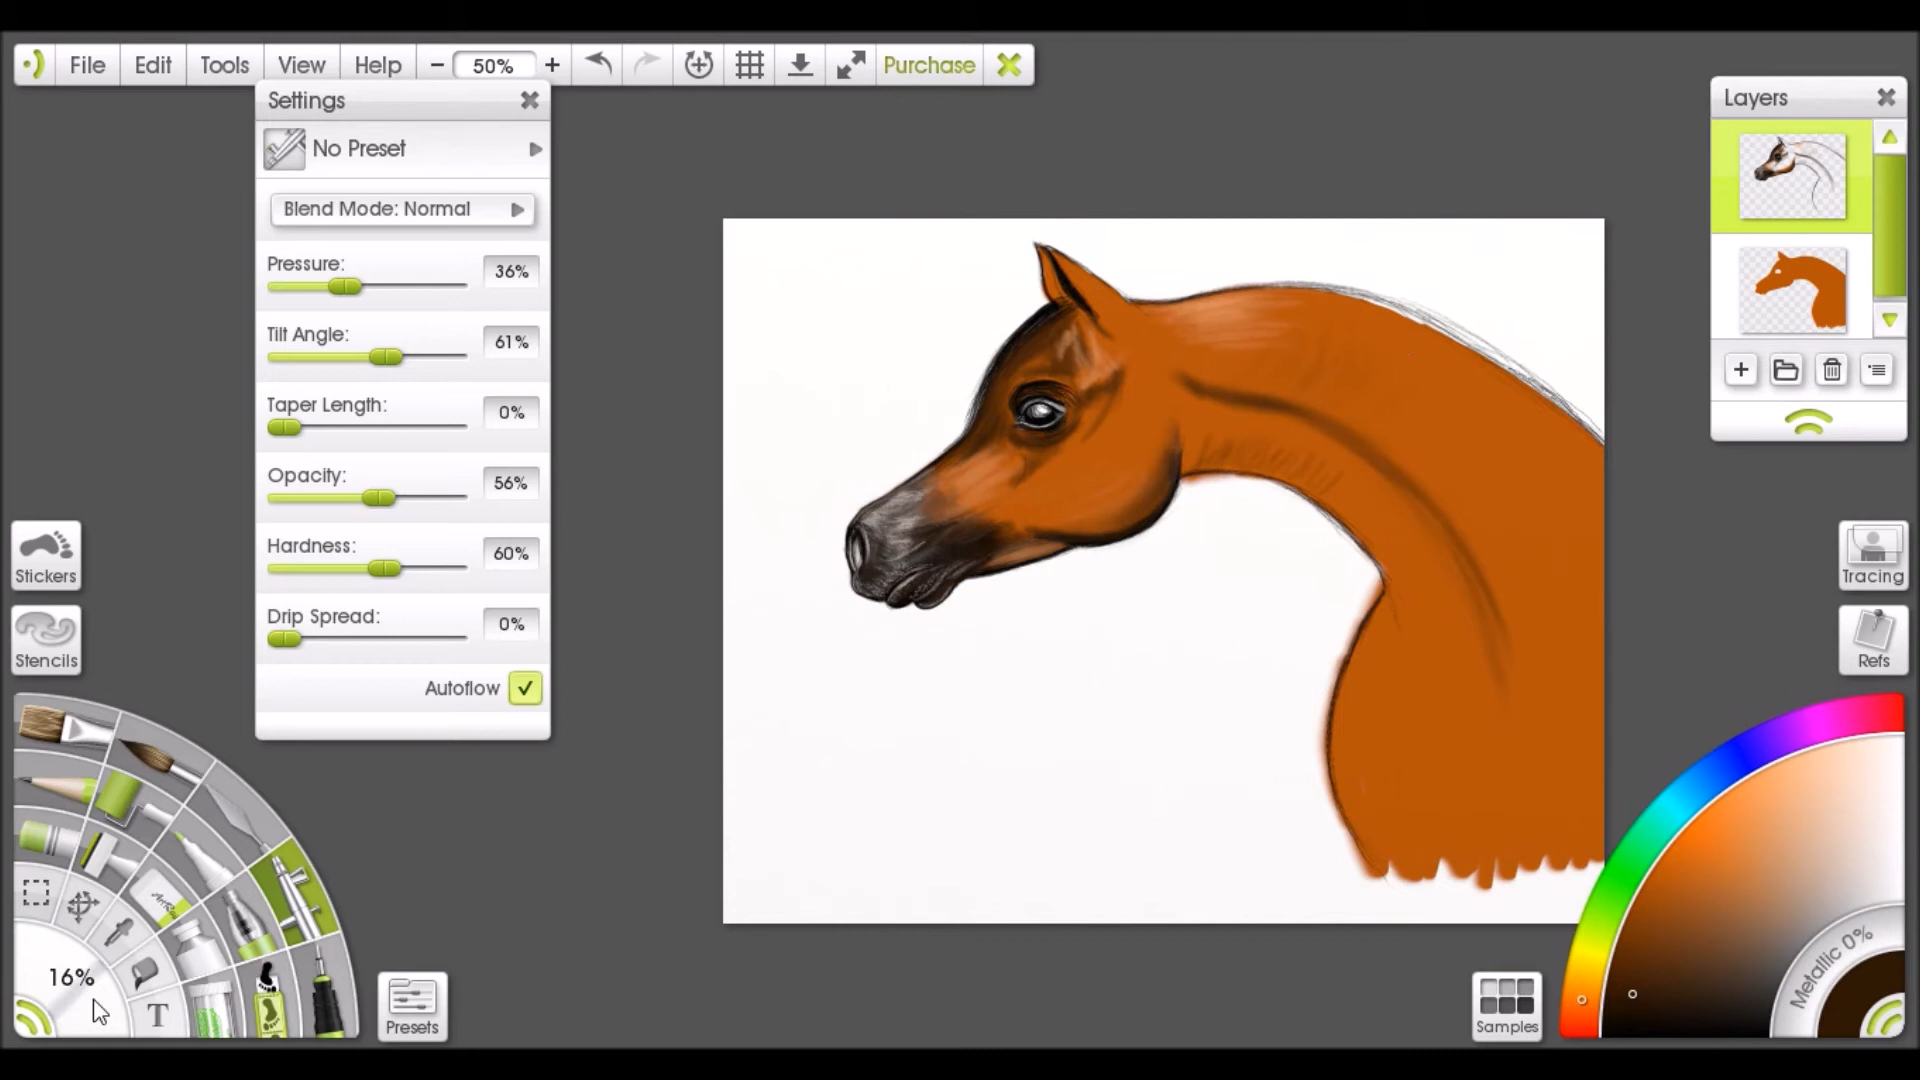 File Edit Tools View Help − 50% + Purchase
Settings
No Preset
Blend Mode: Normal
Pressure: 36%
Tilt Angle: 61%
Taper Length: 0%
Opacity: 56%
Hardness: 60%
Drip Spread: 0%
Autoflow
Layers
Stickers
Stencils
Tracing
Refs
16%
T
Presets
Samples
Metallic 0%